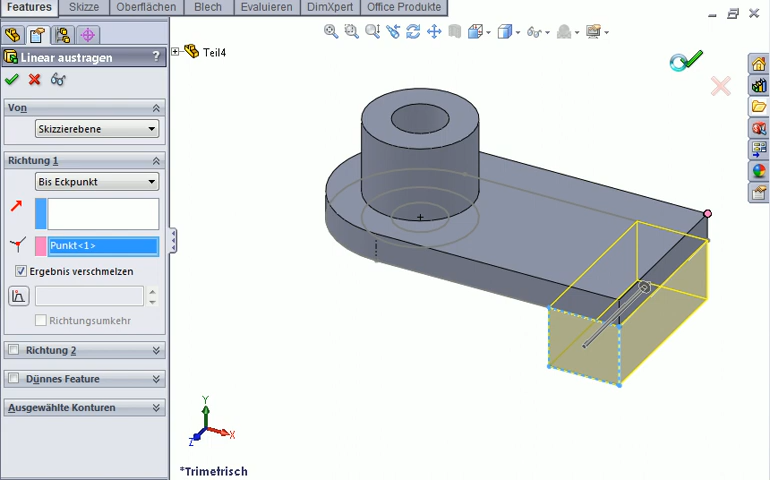 Features Skizze Oberflächen Blech Evaluieren DimXpert Office Produkte
Teil4
Linear austragen ?
Von
Skizzierebene
Richtung 1
Bis Eckpunkt
Punkt<1>
Ergebnis verschmelzen
Richtungsumkehr
Richtung 2
Dünnes Feature
Ausgewählte Konturen
Y
X
Z
*Trimetrisch